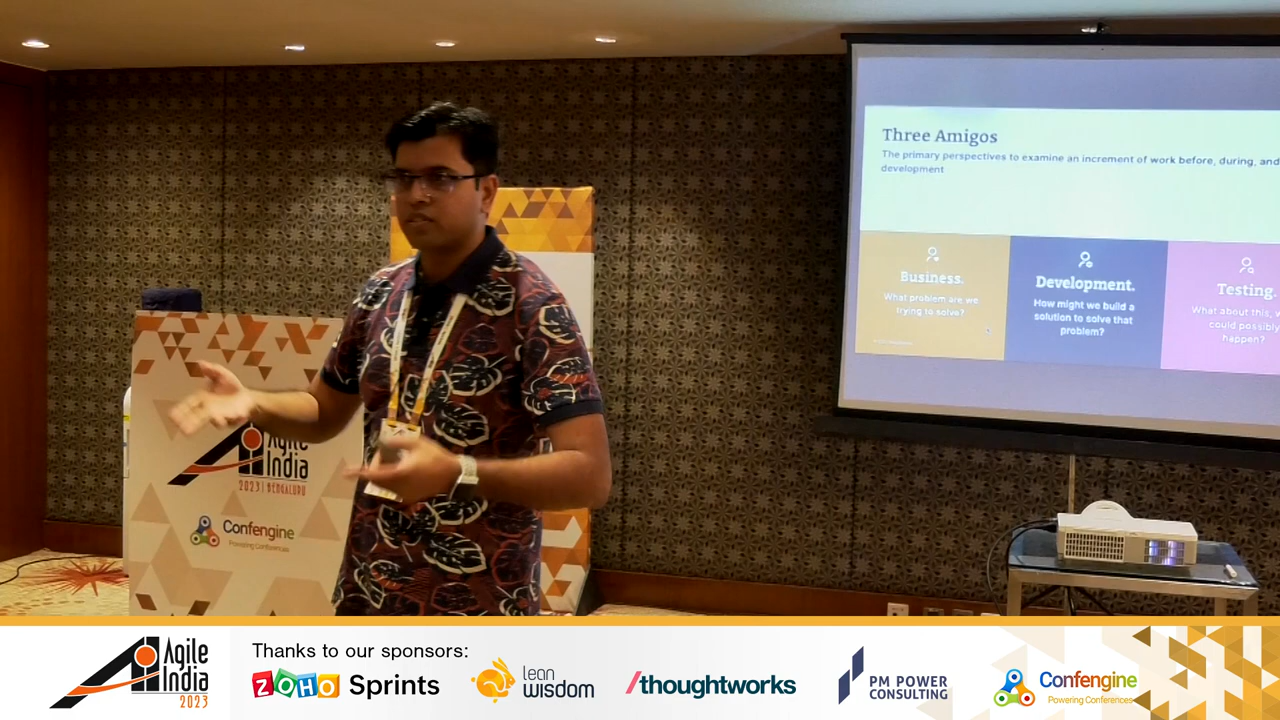 Three Amigos
The primary perspectives to examine an increment of work before, during, and
development
Business.
What problem are we
trying to solve?
Development.
How might we build a
solution to solve that
problem?
Testing.
What about this,
could possibly
happen?
Agile
India
2023 | BENGALURU
Confengine
Powering Conferences
Agile
India
2023
Thanks to our sponsors:
ZOHO Sprints
lean
wisdom
/thoughtworks
PM POWER
CONSULTING
Confengine
Powering Conferences